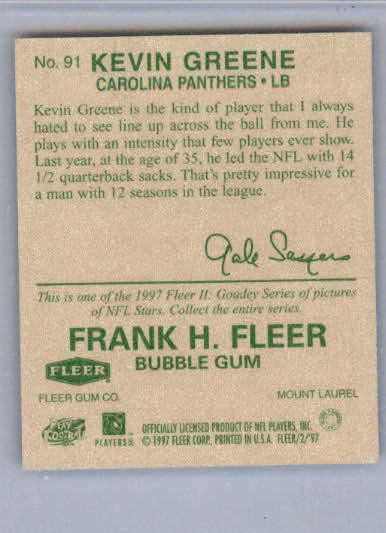 No. 91 KEVIN GREENE
CAROLINA PANTHERS • LB
Kevin Greene is the kind of player that I always
hated to see line up across the ball from me. He
plays with an intensity that few players ever show.
Last year, at the age of 35, he led the NFL with 14
1/2 quarterback sacks. That's pretty impressive for
a man with 12 seasons in the league.
Gale Sayers
This is one of the 1997 Fleer II: Goudey Series of pictures
of NFL Stars. Collect the entire series.
FRANK H. FLEER
BUBBLE GUM
FLEER
FLEER GUM CO.
MOUNT LAUREL
PLAY FOOTBALL
PLAYERS
OFFICIALLY LICENSED PRODUCT OF NFL PLAYERS, INC.
© 1997 FLEER CORP. PRINTED IN U.S.A. FLEER/2/97